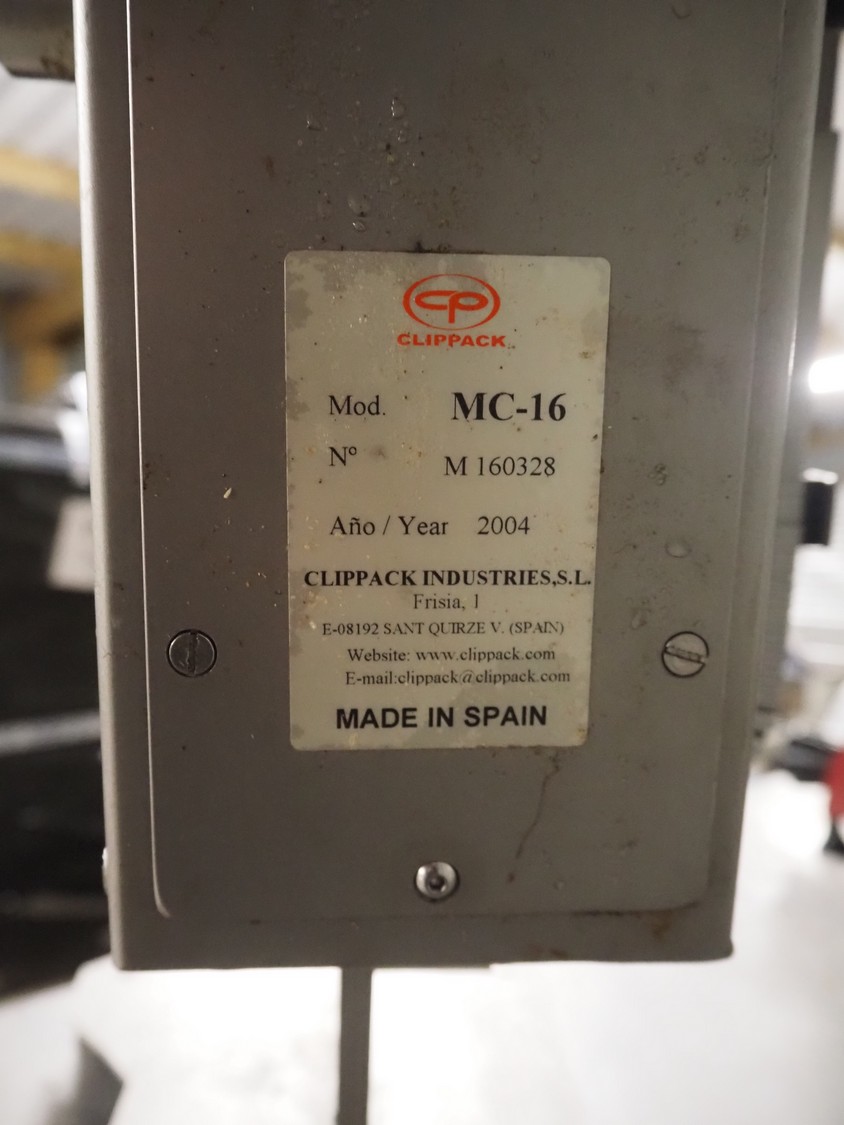 CP
CLIPPACK
Mod. MC-16
Nº M 160328
Año / Year 2004
CLIPPACK INDUSTRIES,S.L.
Frisia, 1
E-08192 SANT QUIRZE V. (SPAIN)
Website: www.clippack.com
E-mail:clippack@clippack.com
MADE IN SPAIN